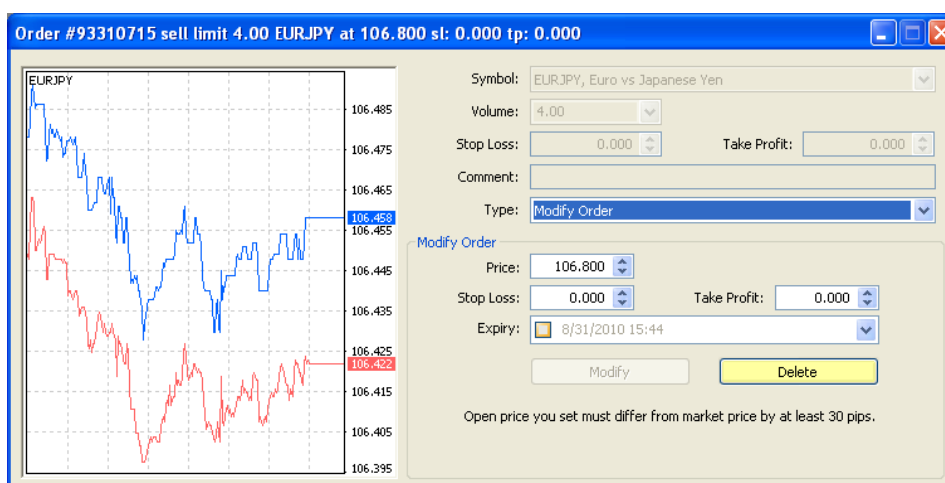 Order #93310715 sell limit 4.00 EURJPY at 106.800 sl: 0.000 tp: 0.000
EURJPY
106.485
106.475
106.465
106.458
106.455
106.445
106.435
106.425
106.422
106.415
106.405
106.395
Symbol: EURJPY, Euro vs Japanese Yen
Volume: 4.00
Stop Loss: 0.000 Take Profit: 0.000
Comment:
Type: Modify Order
Modify Order
Price: 106.800
Stop Loss: 0.000 Take Profit: 0.000
Expiry: 8/31/2010 15:44
Modify Delete
Open price you set must differ from market price by at least 30 pips.